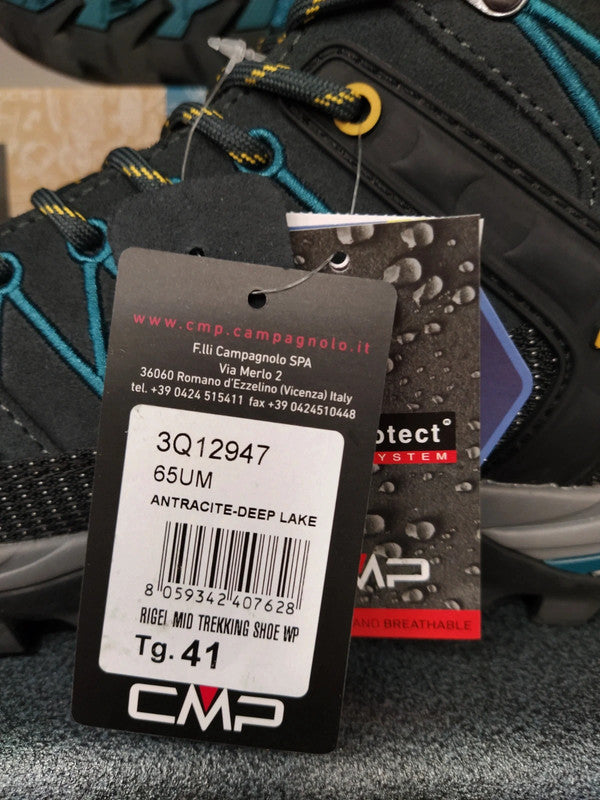 www.cmp.campagnolo.it
F.lli Campagnolo SPA
Via Merlo 2
36060 Romano d'Ezzelino (Vicenza) Italy
tel. +39 0424 515411 fax +39 0424510448
3Q12947
65UM
ANTRACITE-DEEP LAKE
8 059342 407628
RIGEL MID TREKKING SHOE WP
Tg. 41
CMP
otect
YSTEM
MP
AND BREATHABLE